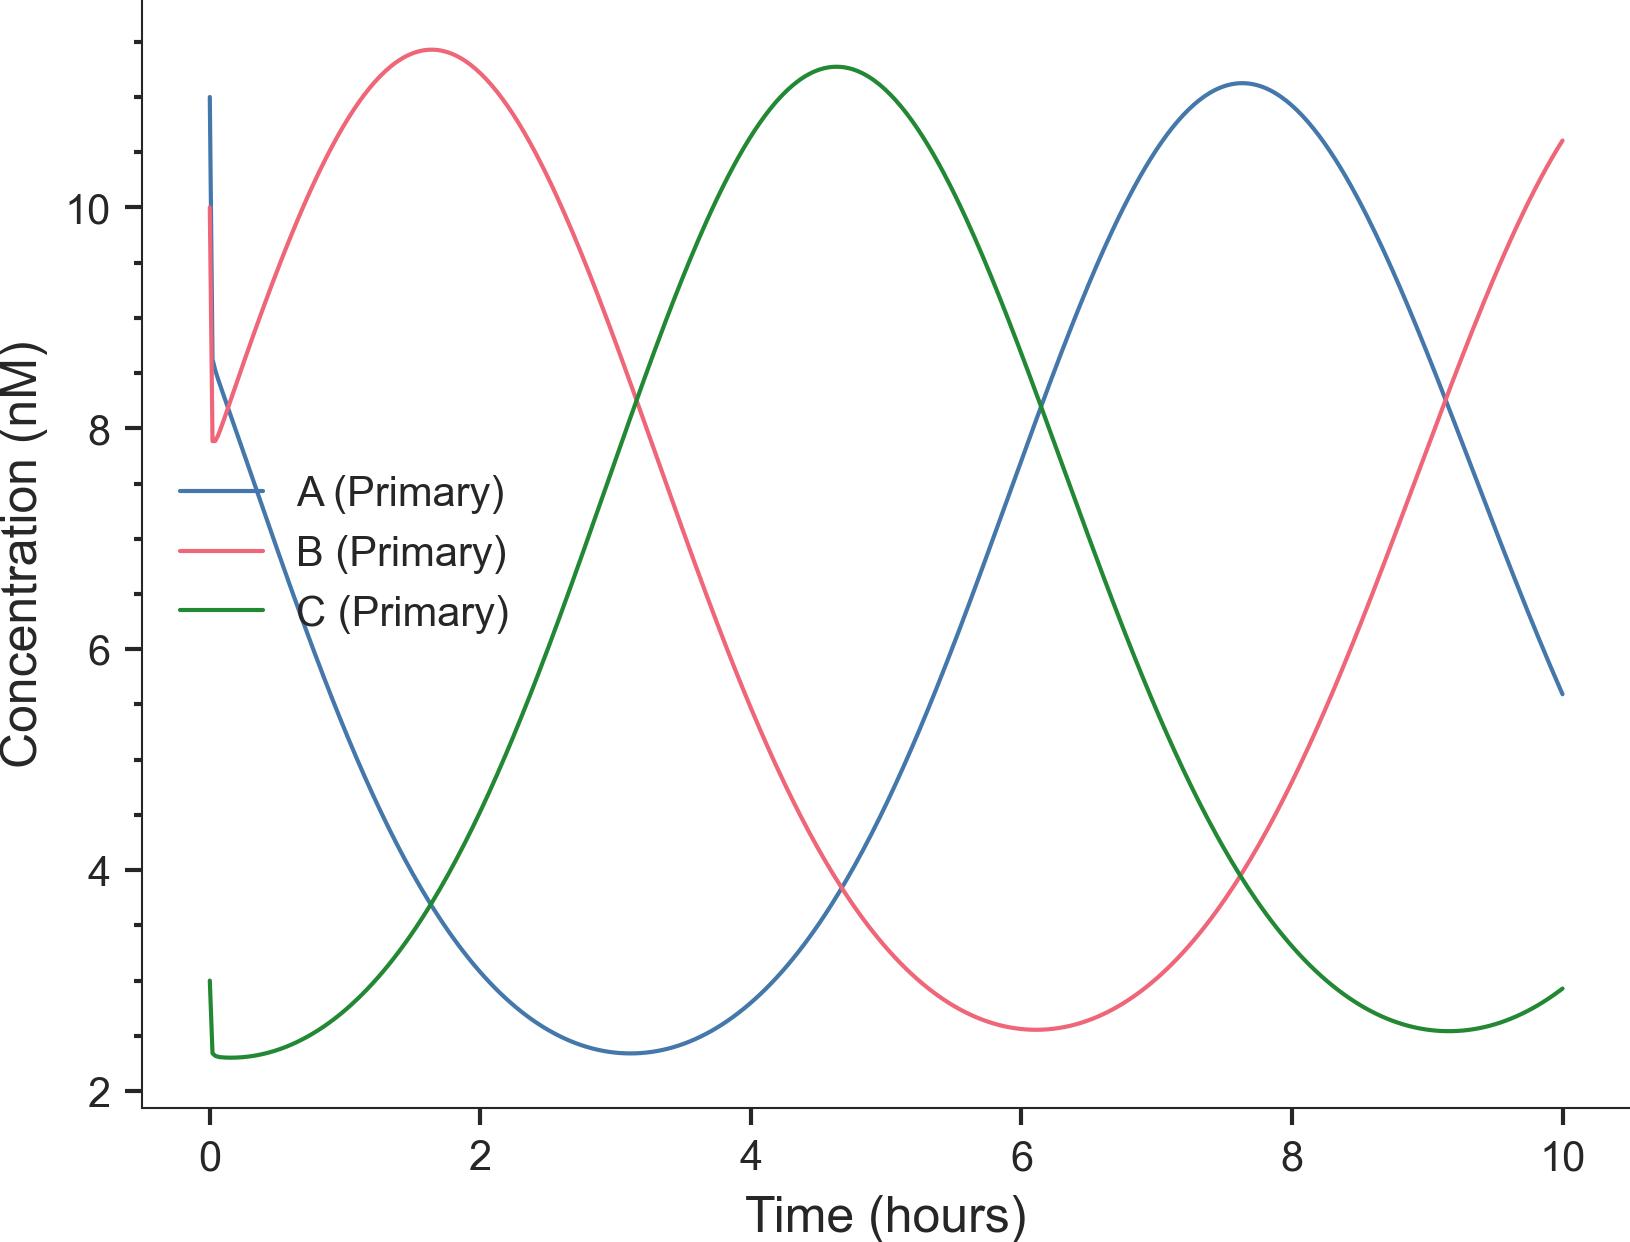 Concentration (nM)
10
8
6
4
2
A (Primary)
B (Primary)
C (Primary)
0 2 4 6 8 10
Time (hours)